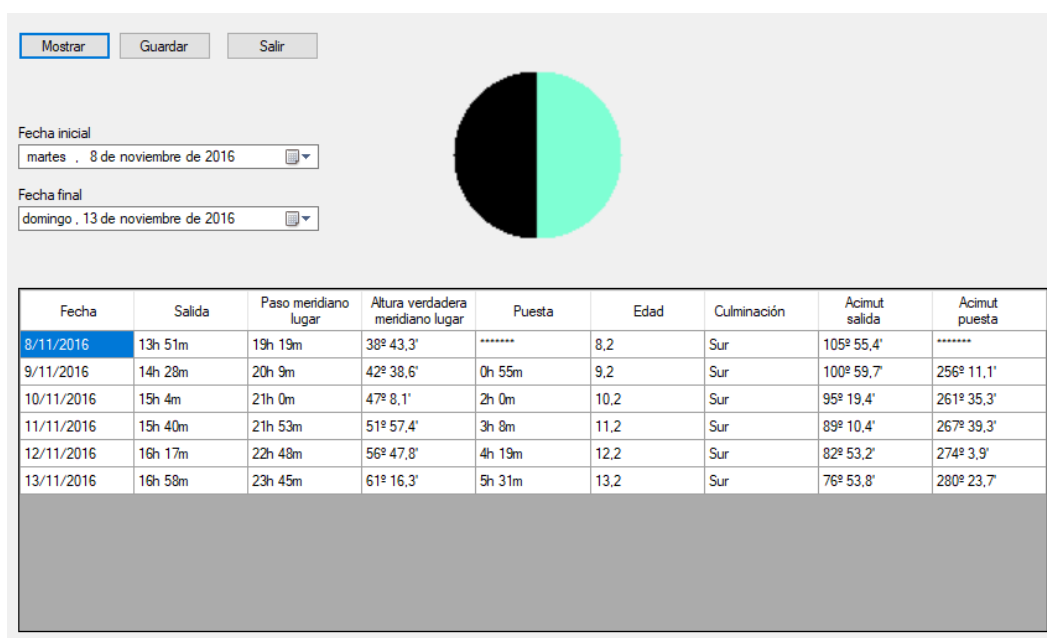 Mostrar Guardar Salir
Fecha inicial
martes , 8 de noviembre de 2016
Fecha final
domingo , 13 de noviembre de 2016
Fecha Salida Paso meridiano lugar Altura verdadera meridiano lugar Puesta Edad Culminación Acimut salida Acimut puesta
8/11/2016 13h 51m 19h 19m 38º 43,3' ******* 8,2 Sur 105º 55,4' *******
9/11/2016 14h 28m 20h 9m 42º 38,6' 0h 55m 9,2 Sur 100º 59,7' 256º 11,1'
10/11/2016 15h 4m 21h 0m 47º 8,1' 2h 0m 10,2 Sur 95º 19,4' 261º 35,3'
11/11/2016 15h 40m 21h 53m 51º 57,4' 3h 8m 11,2 Sur 89º 10,4' 267º 39,3'
12/11/2016 16h 17m 22h 48m 56º 47,8' 4h 19m 12,2 Sur 82º 53,2' 274º 3,9'
13/11/2016 16h 58m 23h 45m 61º 16,3' 5h 31m 13,2 Sur 76º 53,8' 280º 23,7'